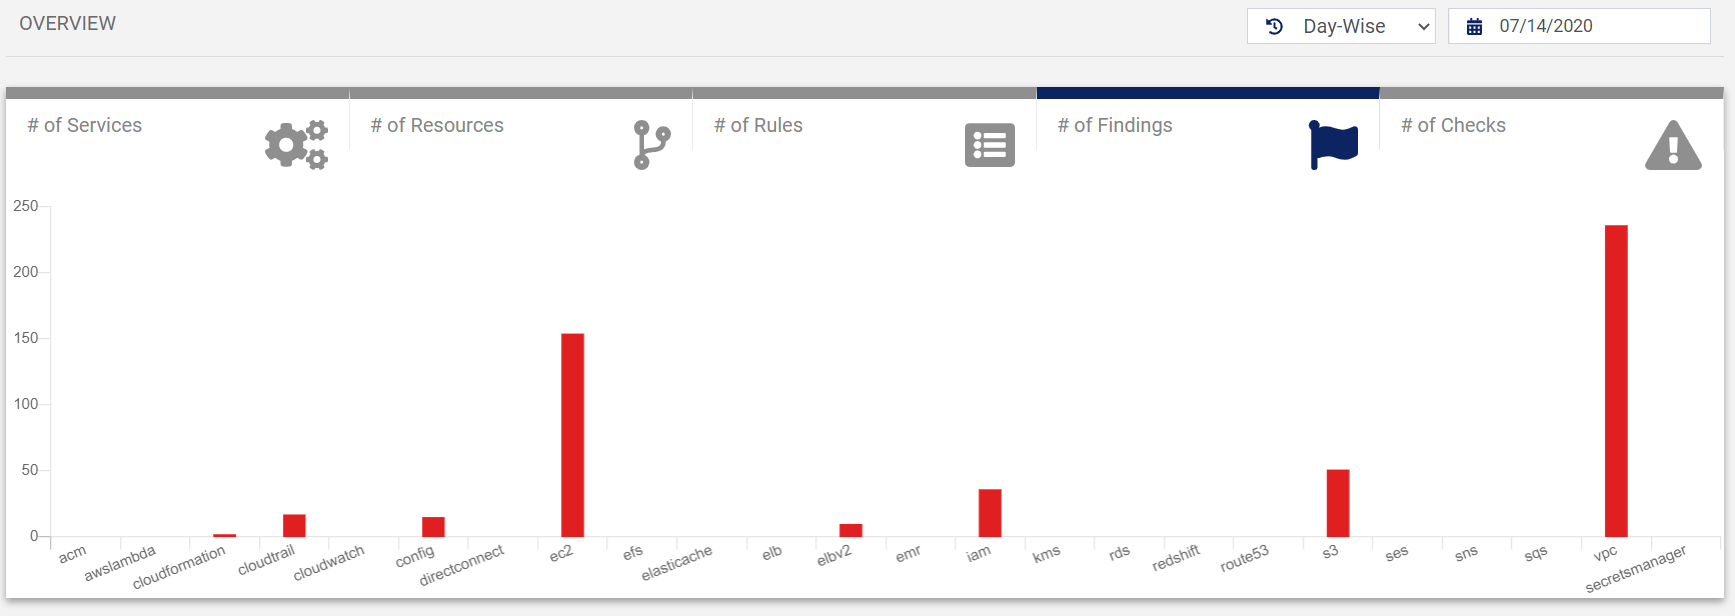 OVERVIEW
Day-Wise
07/14/2020
# of Services
# of Resources
# of Rules
# of Findings
# of Checks
250
200
150
100
50
0
acm
awslambda
cloudformation
cloudtrail
cloudwatch
config
directconnect
ec2
efs
elasticache
elb
elbv2
emr
iam
kms
rds
redshift
route53
s3
ses
sns
sqs
vpc
secretsmanager